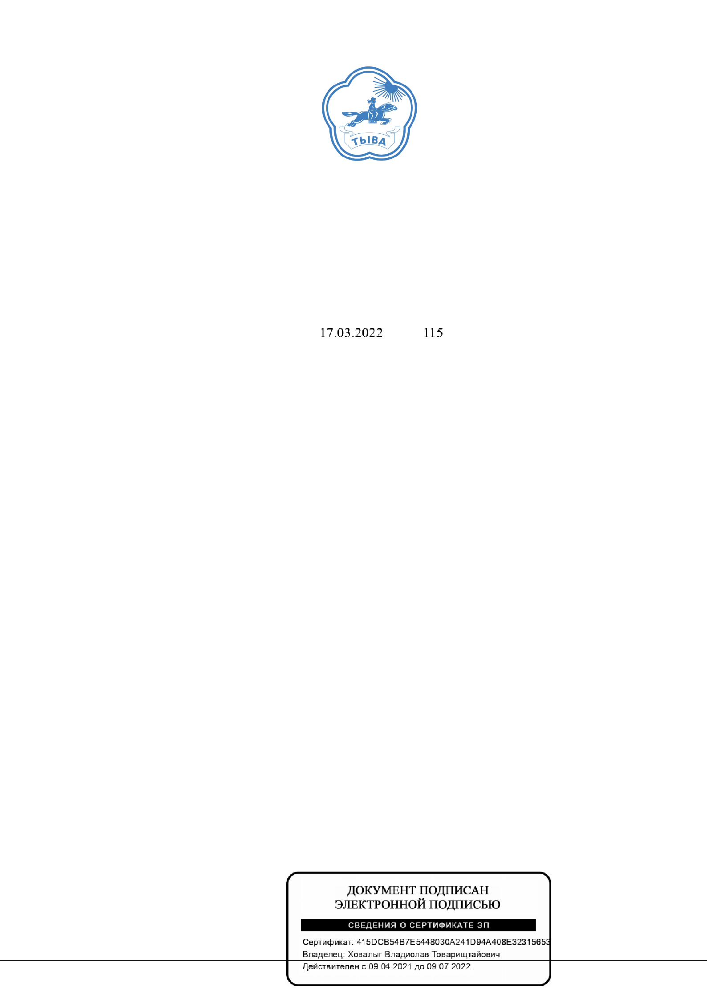 ТЫВА
17.03.2022 115
ДОКУМЕНТ ПОДПИСАН
ЭЛЕКТРОННОЙ ПОДПИСЬЮ
СВЕДЕНИЯ О СЕРТИФИКАТЕ ЭП
Сертификат: 415DCB54B7E5448030A241D94A408E32315653
Владелец: Ховалыг Владислав Товарищтайович
Действителен с 09.04.2021 до 09.07.2022